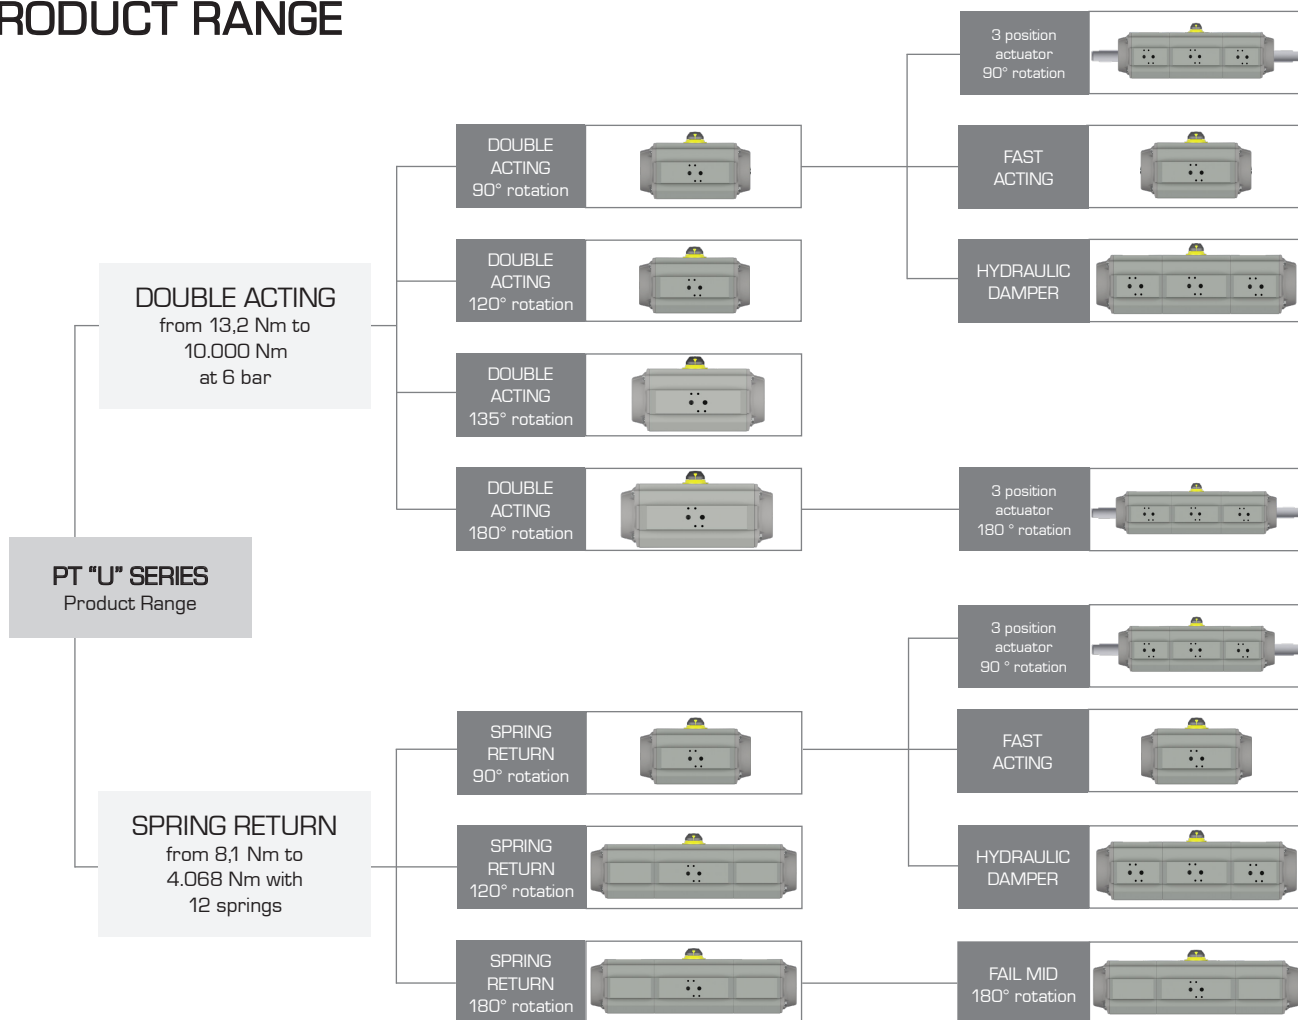 RODUCT RANGE
PT “U” SERIES
Product Range
DOUBLE ACTING
from 13,2 Nm to
10.000 Nm
at 6 bar
DOUBLE
ACTING
90° rotation
3 position
actuator
90° rotation
FAST
ACTING
HYDRAULIC
DAMPER
DOUBLE
ACTING
120° rotation
DOUBLE
ACTING
135° rotation
DOUBLE
ACTING
180° rotation
3 position
actuator
180 ° rotation
SPRING RETURN
from 8,1 Nm to
4.068 Nm with
12 springs
SPRING
RETURN
90° rotation
3 position
actuator
90 ° rotation
FAST
ACTING
HYDRAULIC
DAMPER
SPRING
RETURN
120° rotation
SPRING
RETURN
180° rotation
FAIL MID
180° rotation